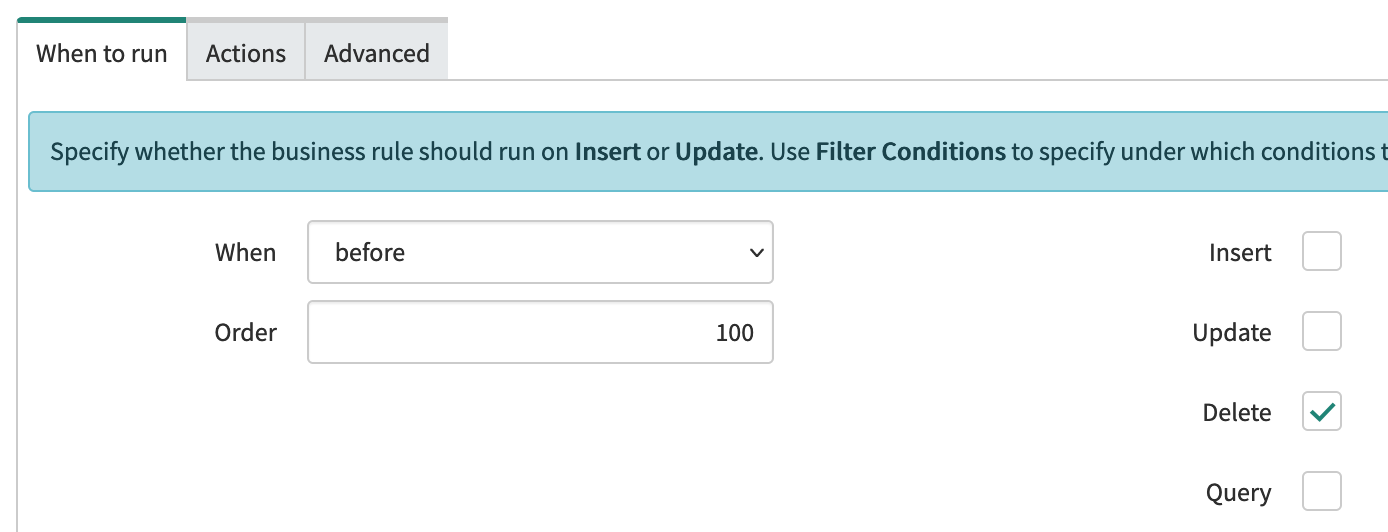 When to run Actions Advanced
Specify whether the business rule should run on Insert or Update. Use Filter Conditions to specify under which conditions
When before Insert
Order 100 Update
Delete
Query